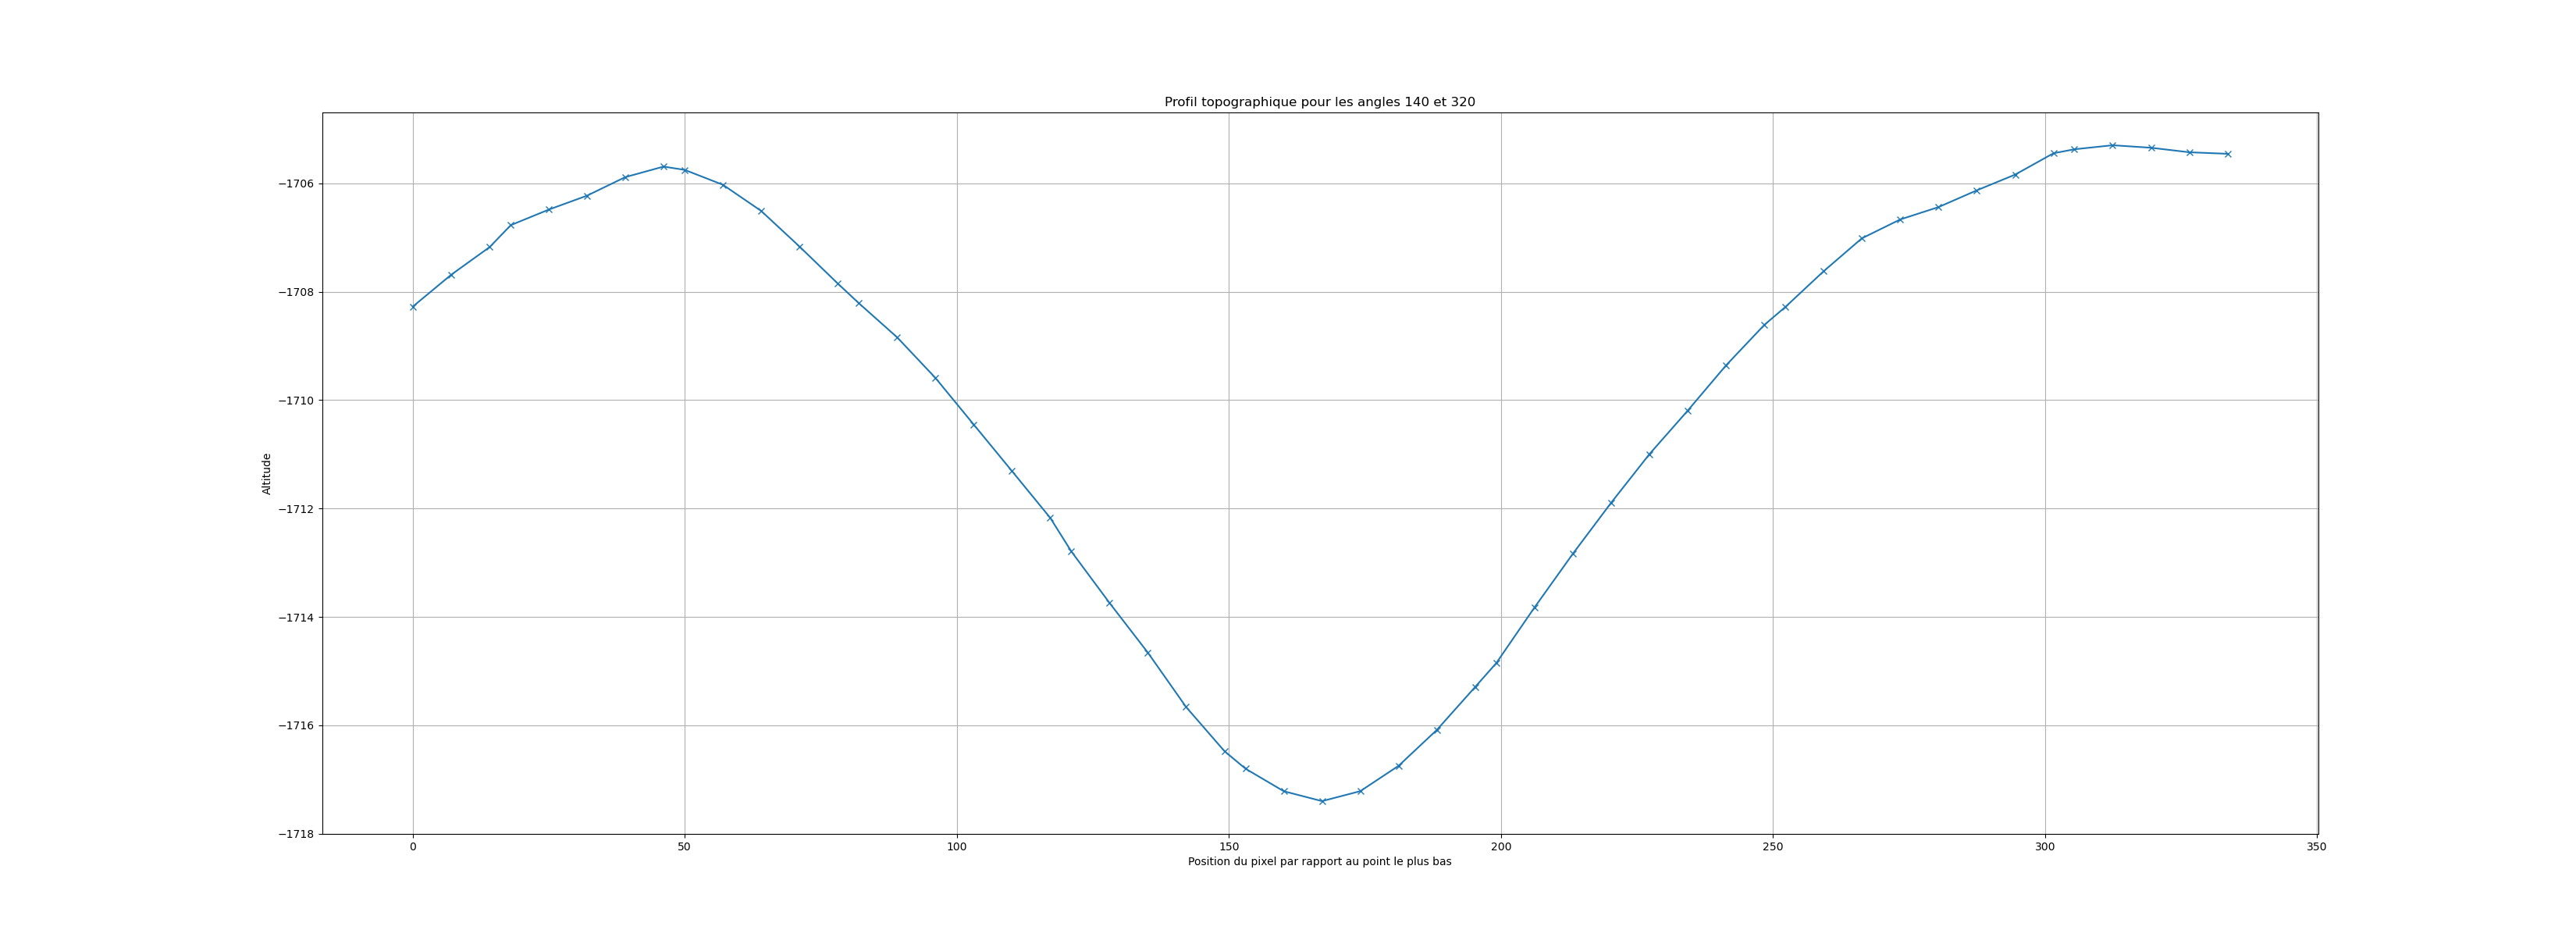 Profil topographique pour les angles 140 et 320
−1706
−1708
−1710
−1712
−1714
−1716
−1718
Altitude
0 50 100 150 200 250 300 350
Position du pixel par rapport au point le plus bas